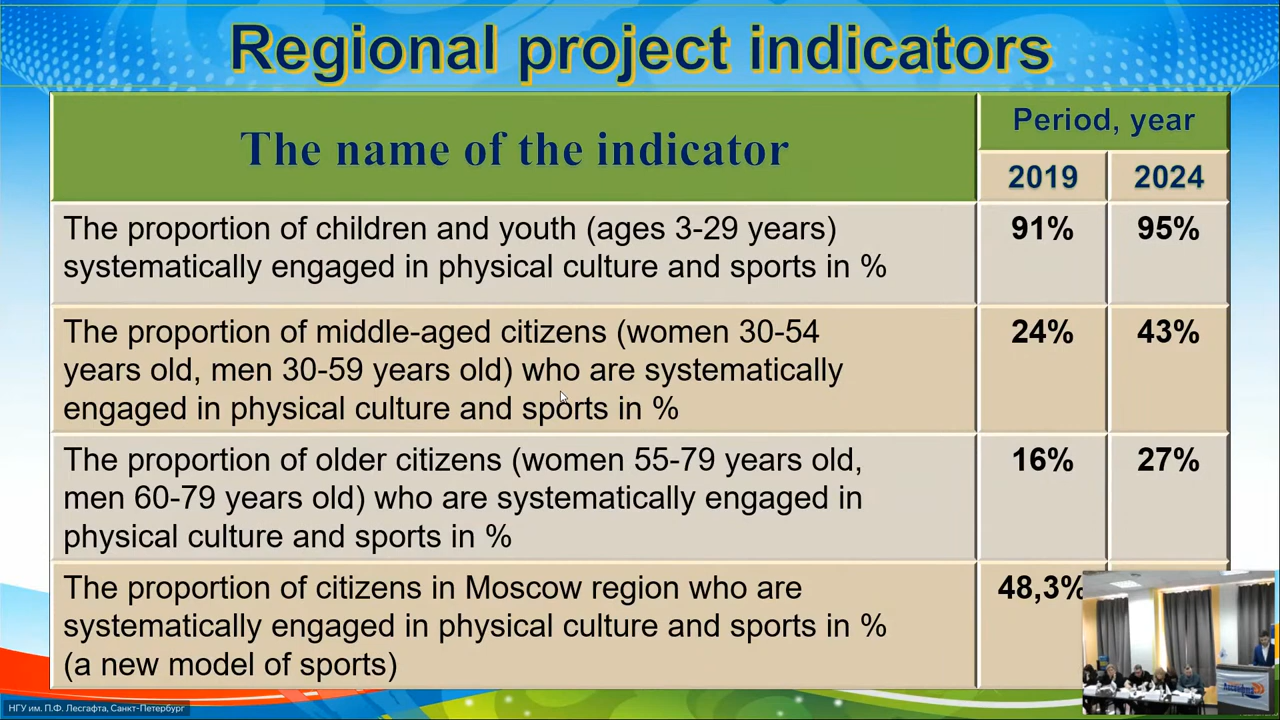 Regional project indicators
The name of the indicator
Period, year
2019
2024
The proportion of children and youth (ages 3-29 years)
systematically engaged in physical culture and sports in %
91%
95%
The proportion of middle-aged citizens (women 30-54
years old, men 30-59 years old) who are systematically
engaged in physical culture and sports in %
24%
43%
The proportion of older citizens (women 55-79 years old,
men 60-79 years old) who are systematically engaged in
physical culture and sports in %
16%
27%
The proportion of citizens in Moscow region who are
systematically engaged in physical culture and sports in %
(a new model of sports)
48,3%
НГУ им. П.Ф. Лесгафта, Санкт-Петербург